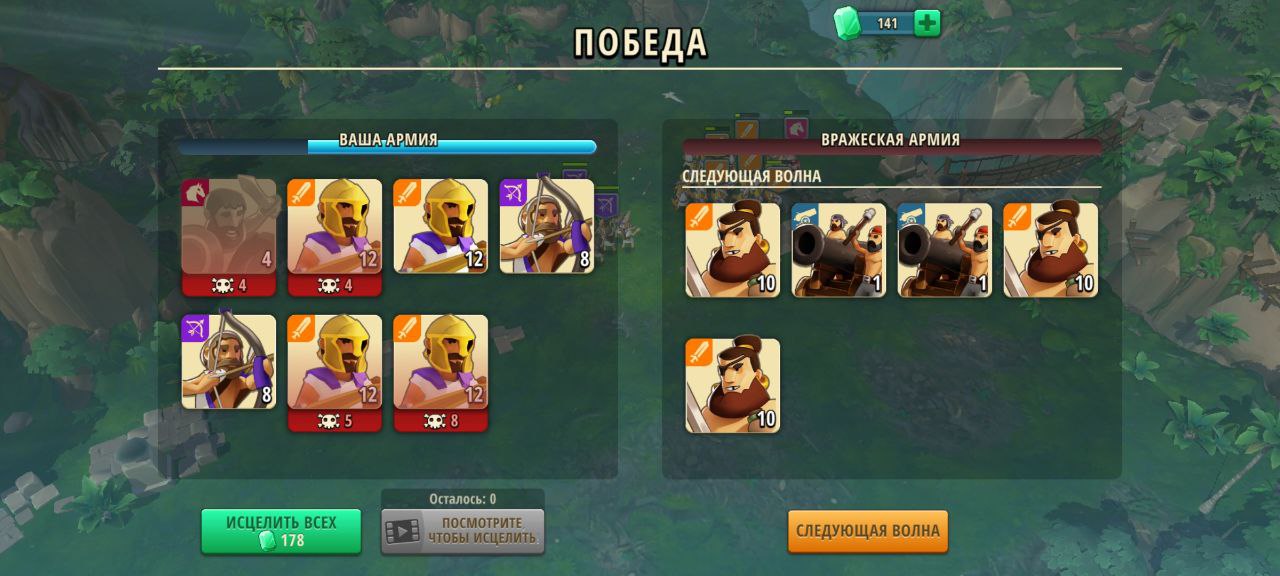 141
ПОБЕДА
ВАША АРМИЯ
ВРАЖЕСКАЯ АРМИЯ
СЛЕДУЮЩАЯ ВОЛНА
4
12
12
8
4
4
10
1
1
10
8
12
12
5
8
10
Осталось: 0
ИСЦЕЛИТЬ ВСЕХ
178
ПОСМОТРИТЕ,
ЧТОБЫ ИСЦЕЛИТЬ.
СЛЕДУЮЩАЯ ВОЛНА